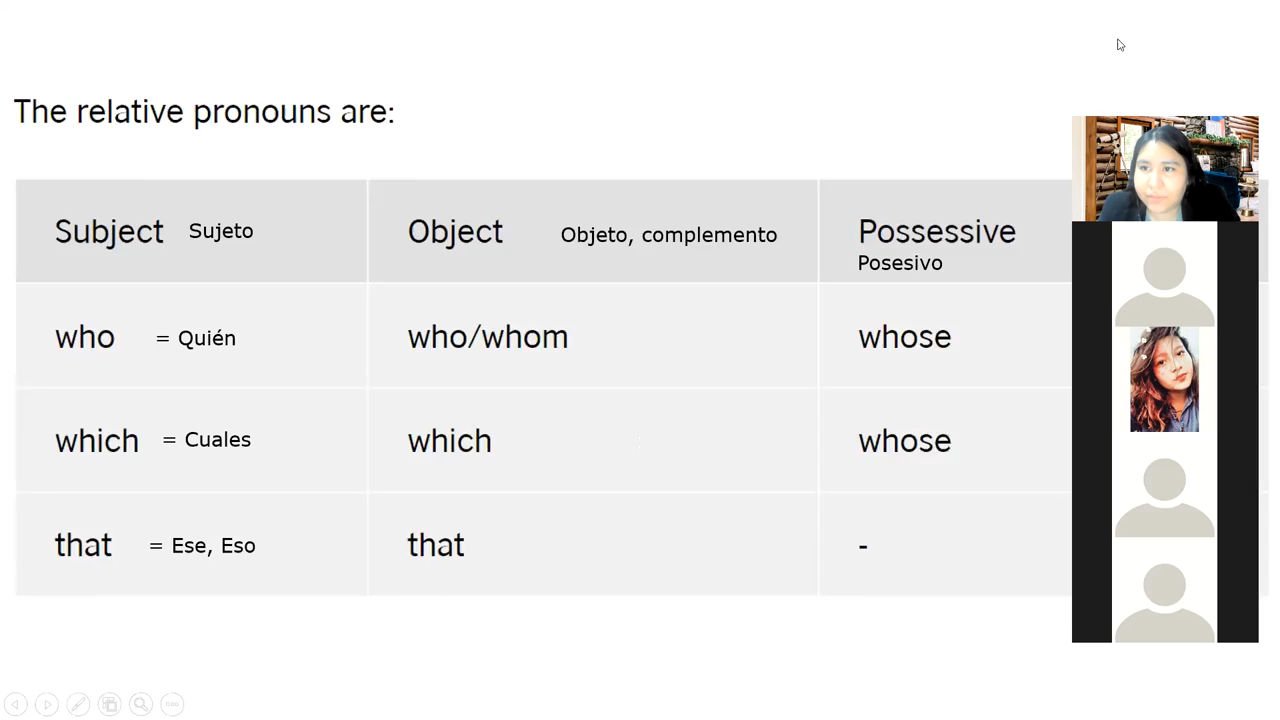 The relative pronouns are:
Subject Sujeto Object Objeto, complemento Possessive
Posesivo
who = Quién who/whom whose
which = Cuales which whose
that = Ese, Eso that -